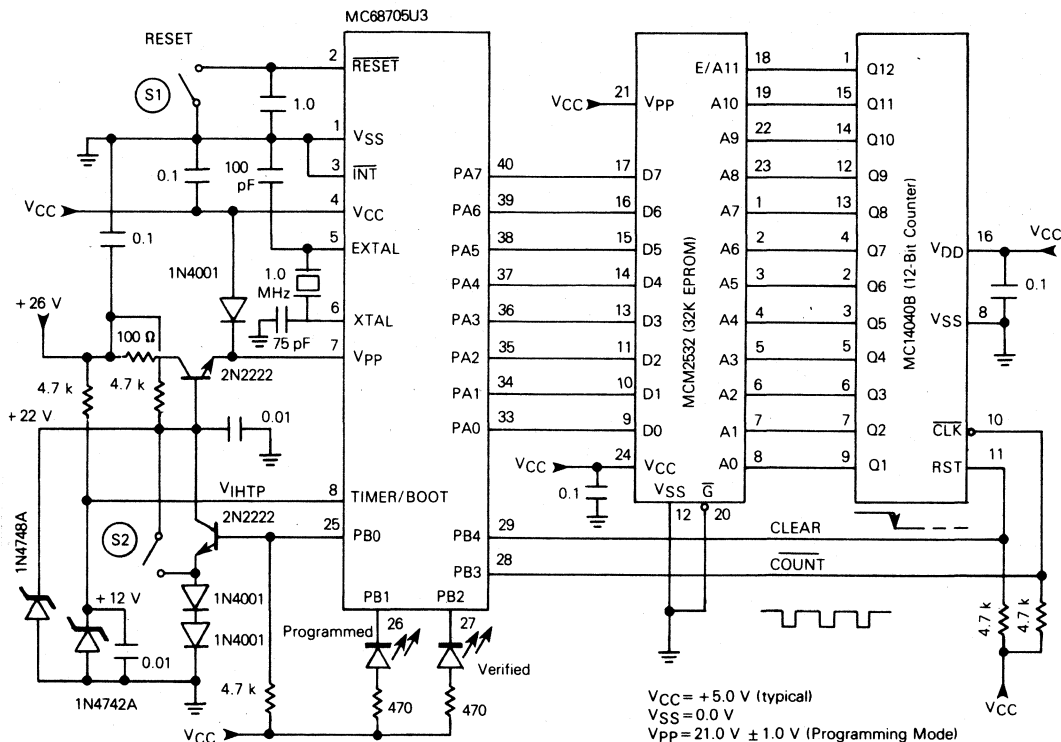 MC68705U3
RESET
S1
2 RESET
1.0
1 VSS
3 INT
0.1
100 pF
VCC
4 VCC
5 EXTAL
0.1
1N4001
1.0 MHz
6 XTAL
75 pF
+ 26 V
100 Ω
7 VPP
2N2222
4.7 k
4.7 k
+ 22 V
0.01
VIHTP
8 TIMER/BOOT
2N2222
25 PB0
S2
1N4748A
1N4001
1N4001
+ 12 V
0.01
1N4742A
4.7 k
VCC
PB1
26
Programmed
470
PB2
27
Verified
470
PA7 40
PA6 39
PA5 38
PA4 37
PA3 36
PA2 35
PA1 34
PA0 33
PB4 29
PB3 28
CLEAR
COUNT
MCM2532 (32K EPROM)
VCC
21 VPP
17 D7
16 D6
15 D5
14 D4
13 D3
11 D2
10 D1
9 D0
VCC
24 VCC
0.1
VSS
12
G
20
E/A11 18
A10 19
A9 22
A8 23
A7 1
A6 2
A5 3
A4 4
A3 5
A2 6
A1 7
A0 8
MC14040B (12-Bit Counter)
1 Q12
15 Q11
14 Q10
12 Q9
13 Q8
4 Q7
2 Q6
3 Q5
5 Q4
6 Q3
7 Q2
9 Q1
VDD 16
VCC
0.1
VSS 8
CLK 10
RST 11
4.7 k
4.7 k
VCC
VCC = +5.0 V (typical)
VSS = 0.0 V
VPP = 21.0 V ± 1.0 V (Programming Mode)